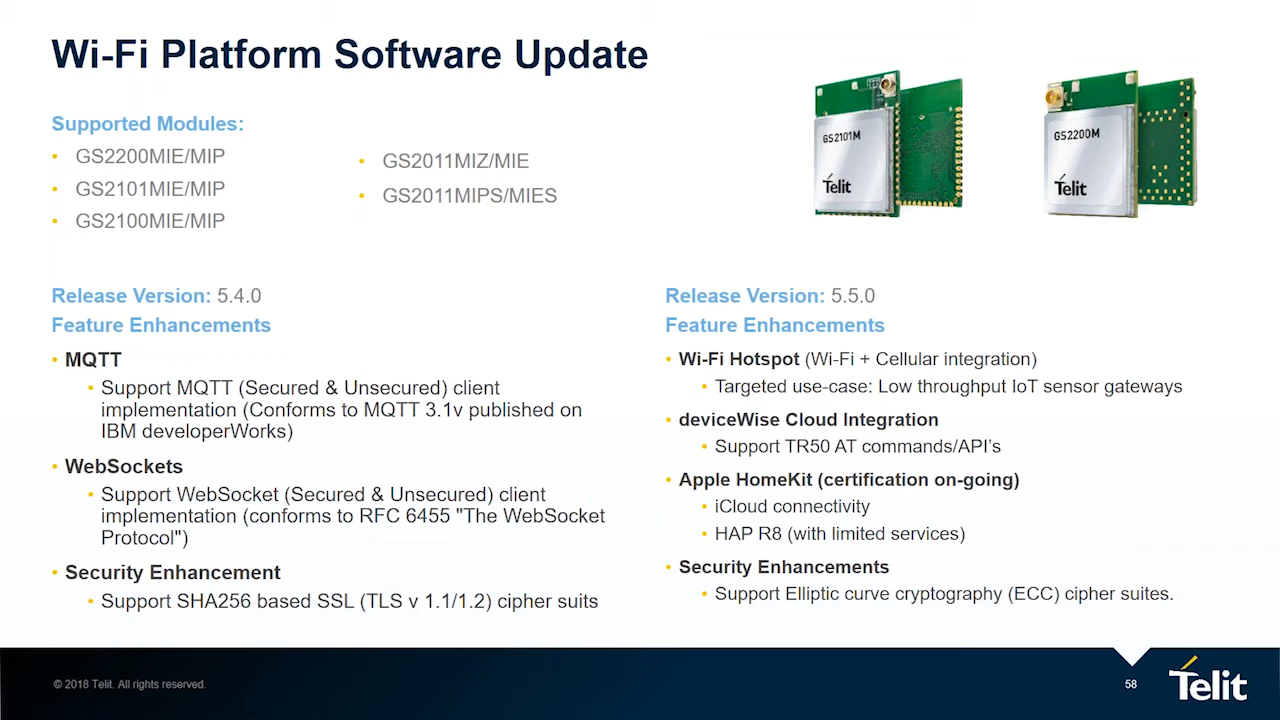 Wi-Fi Platform Software Update
Supported Modules:
• GS2200MIE/MIP
• GS2101MIE/MIP
• GS2100MIE/MIP
• GS2011MIZ/MIE
• GS2011MIPS/MIES
GS2101M
Telit
GS2200M
Telit
Release Version: 5.4.0
Feature Enhancements
• MQTT
• Support MQTT (Secured & Unsecured) client
implementation (Conforms to MQTT 3.1v published on
IBM developerWorks)
• WebSockets
• Support WebSocket (Secured & Unsecured) client
implementation (conforms to RFC 6455 "The WebSocket
Protocol")
• Security Enhancement
• Support SHA256 based SSL (TLS v 1.1/1.2) cipher suits
Release Version: 5.5.0
Feature Enhancements
• Wi-Fi Hotspot (Wi-Fi + Cellular integration)
• Targeted use-case: Low throughput IoT sensor gateways
• deviceWise Cloud Integration
• Support TR50 AT commands/API's
• Apple HomeKit (certification on-going)
• iCloud connectivity
• HAP R8 (with limited services)
• Security Enhancements
• Support Elliptic curve cryptography (ECC) cipher suites.
© 2018 Telit. All rights reserved.
58
Telit